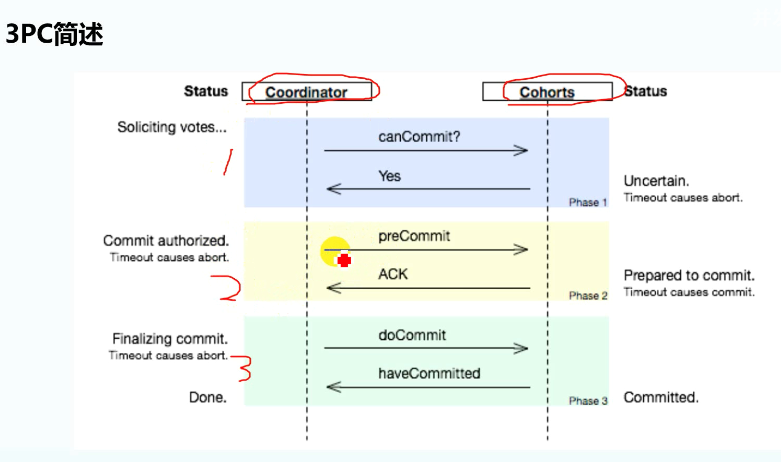 3PC简述
Status Coordinator Cohorts Status
Soliciting votes...
canCommit?
1
Yes
Uncertain.
Phase 1 Timeout causes abort.
Commit authorized. preCommit
Timeout causes abort.
ACK Prepared to commit.
2 Phase 2 Timeout causes commit.
Finalizing commit. doCommit
Timeout causes abort.
3
haveCommitted
Done. Phase 3 Committed.